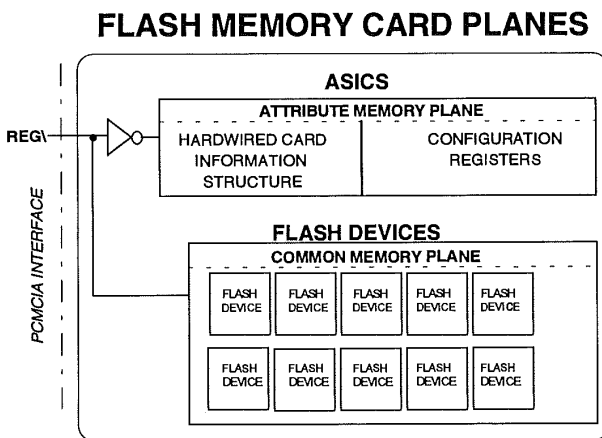 FLASH MEMORY CARD PLANES
ASICS
ATTRIBUTE MEMORY PLANE
REG\
HARDWIRED CARD
INFORMATION
STRUCTURE
CONFIGURATION
REGISTERS
PCMCIA INTERFACE
FLASH DEVICES
COMMON MEMORY PLANE
FLASH FLASH FLASH FLASH FLASH
DEVICE DEVICE DEVICE DEVICE DEVICE
FLASH FLASH FLASH FLASH FLASH
DEVICE DEVICE DEVICE DEVICE DEVICE